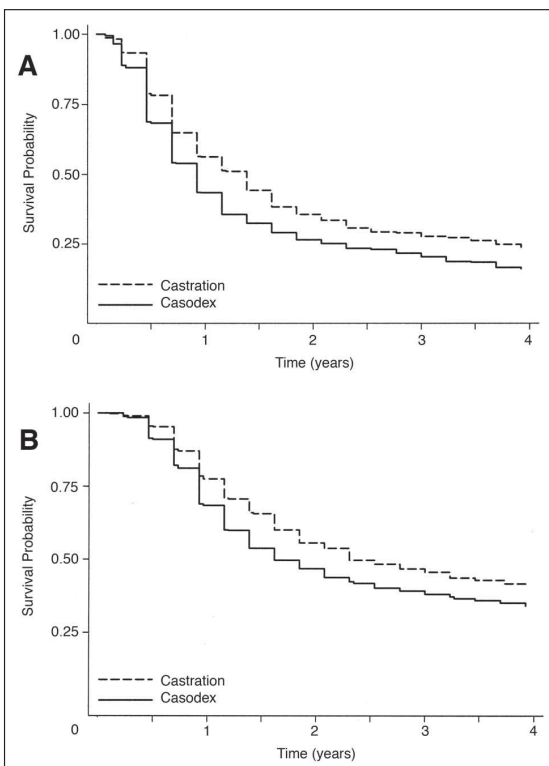 A
Survival Probability
1.00
0.75
0.50
0.25
0
Castration
Casodex
1
2
3
4
Time (years)
B
Survival Probability
1.00
0.75
0.50
0.25
0
Castration
Casodex
1
2
3
4
Time (years)